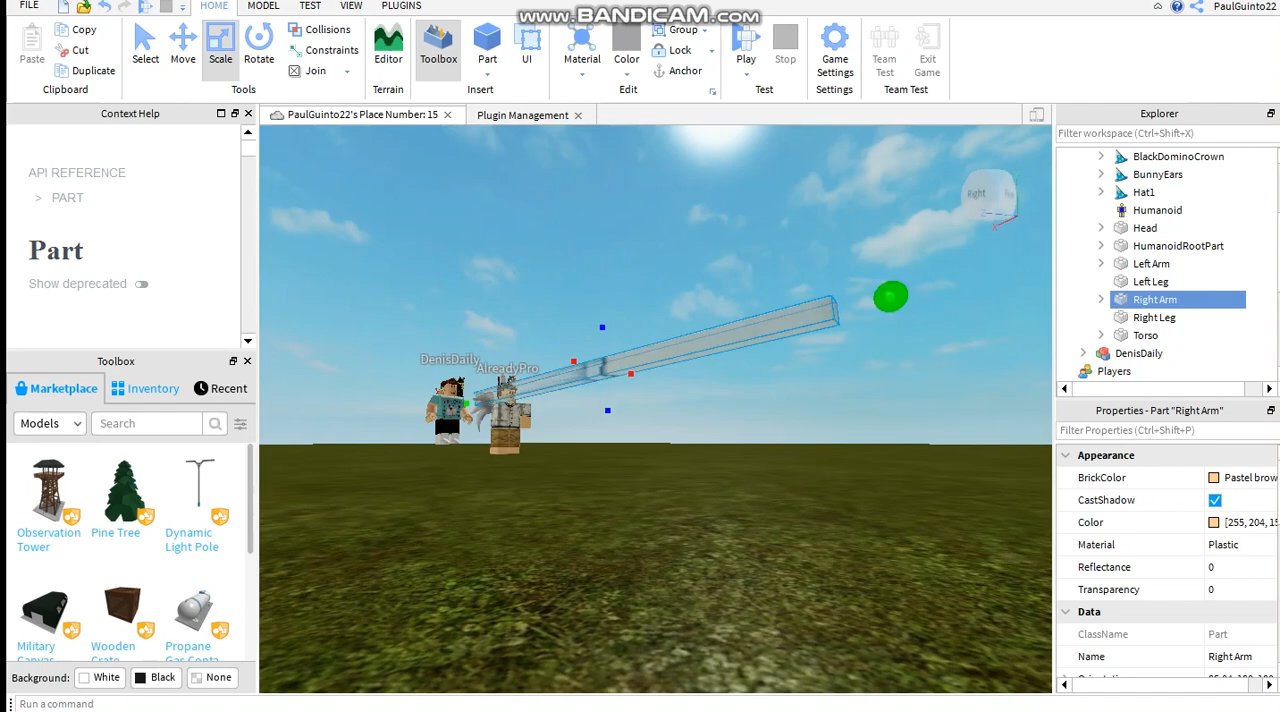 www.BANDICAM.com
FILE HOME MODEL TEST VIEW PLUGINS PaulGuinto22
Paste Copy Cut Duplicate Select Move Scale Rotate Collisions Constraints Join Editor Toolbox Part UI Material Color Group Lock Anchor Play Stop Game Settings Team Test Exit Game
Clipboard Tools Terrain Insert Edit Test Settings Team Test
Context Help
PaulGuinto22's Place Number: 15
Plugin Management
API REFERENCE
> PART
Part
Show deprecated
Toolbox
Marketplace Inventory Recent
Models Search
Observation Tower
Pine Tree
Dynamic Light Pole
Military
Wooden
Propane
Background: White Black None
Run a command
DenisDaily
AlreadyPro
Right
Explorer
Filter workspace (Ctrl+Shift+X)
BlackDominoCrown
BunnyEars
Hat1
Humanoid
Head
HumanoidRootPart
Left Arm
Left Leg
Right Arm
Right Leg
Torso
DenisDaily
Players
Properties - Part "Right Arm"
Filter Properties (Ctrl+Shift+P)
Appearance
BrickColor Pastel brow
CastShadow
Color [255, 204, 15
Material Plastic
Reflectance 0
Transparency 0
Data
ClassName Part
Name Right Arm